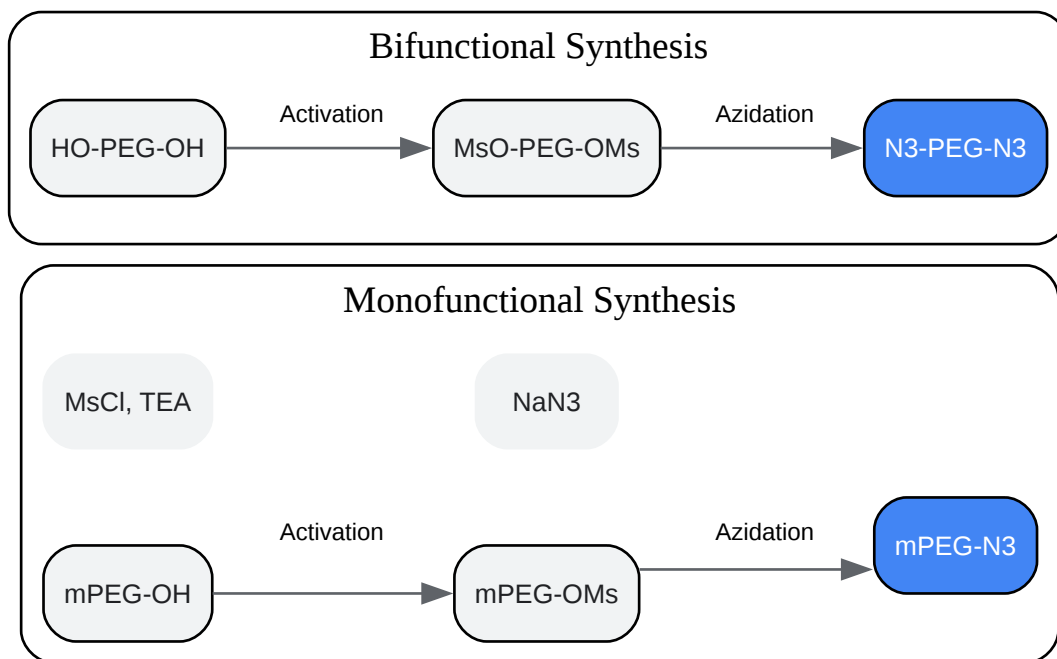 Bifunctional Synthesis
Activation
Azidation
HO-PEG-OH
MsO-PEG-OMs
N3-PEG-N3
Monofunctional Synthesis
MsCl, TEA
NaN3
Activation
Azidation
mPEG-N3
mPEG-OH
mPEG-OMs